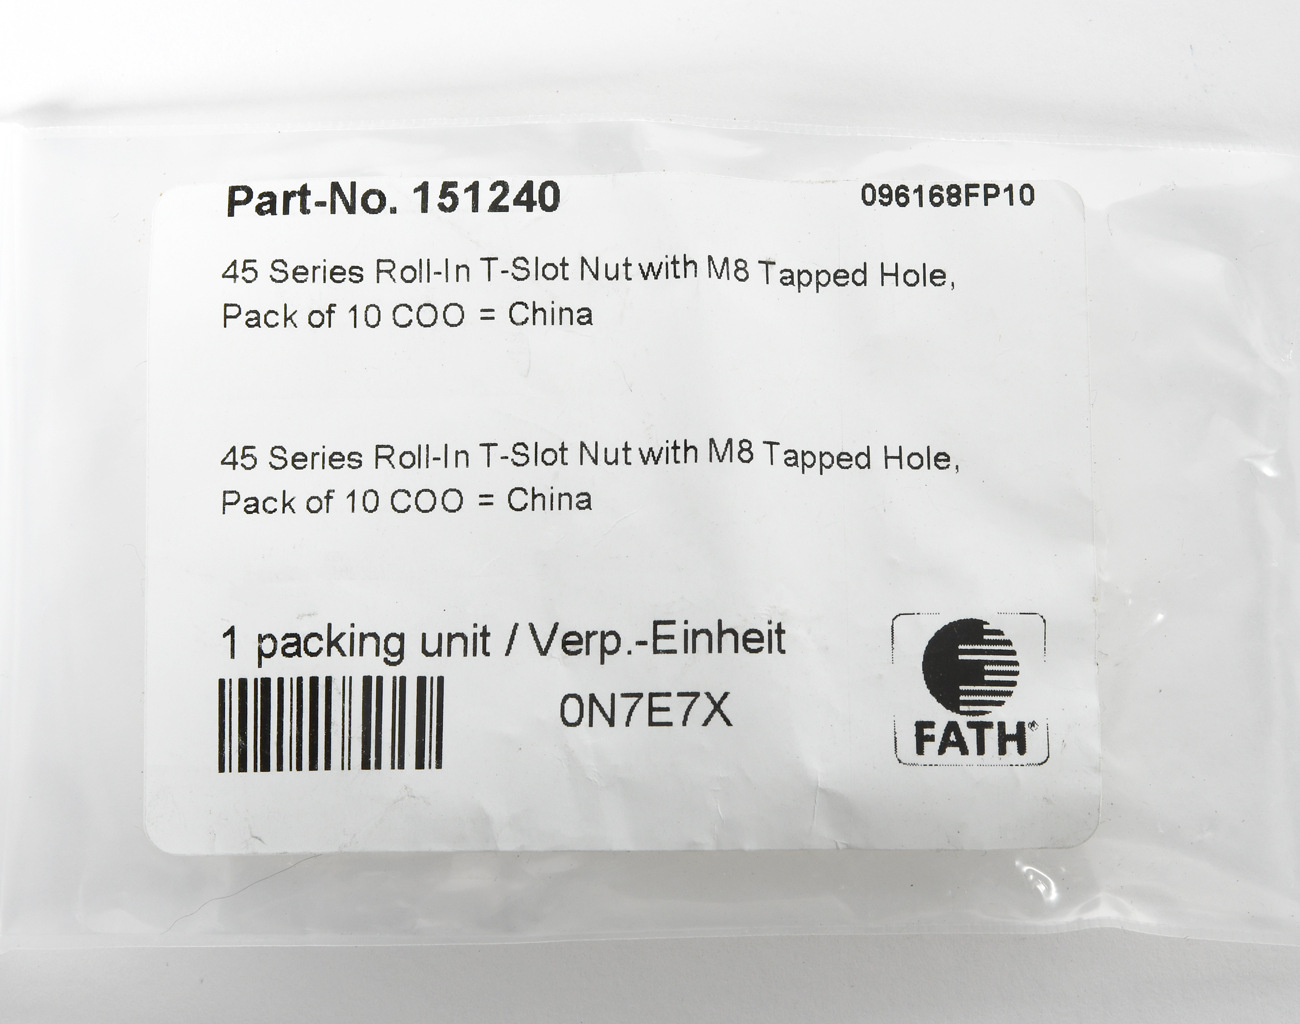 Part-No. 151240 096168FP10
45 Series Roll-In T-Slot Nut with M8 Tapped Hole,
Pack of 10 COO = China
45 Series Roll-In T-Slot Nut with M8 Tapped Hole,
Pack of 10 COO = China
1 packing unit / Verp.-Einheit
0N7E7X
FATH®